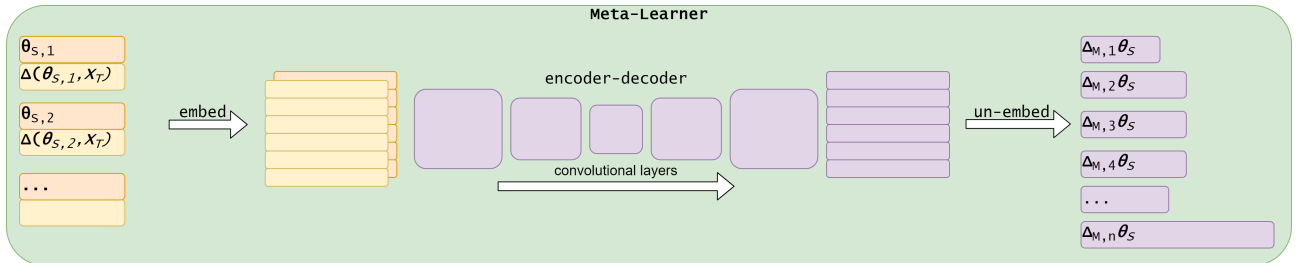 Meta-Learner
θS,1
Δ(θS,1,XT)
θS,2
Δ(θS,2,XT)
...
embed
encoder-decoder
convolutional layers
un-embed
ΔM,1θS
ΔM,2θS
ΔM,3θS
ΔM,4θS
...
ΔM,nθS